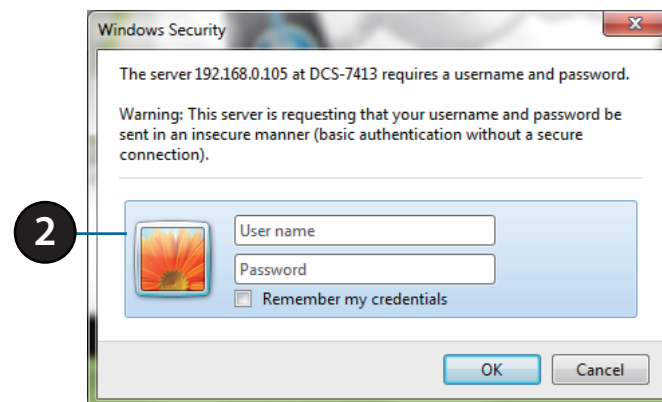 Windows Security
The server 192.168.0.105 at DCS-7413 requires a username and password.
Warning: This server is requesting that your username and password be
sent in an insecure manner (basic authentication without a secure
connection).
2
User name
Password
Remember my credentials
OK
Cancel